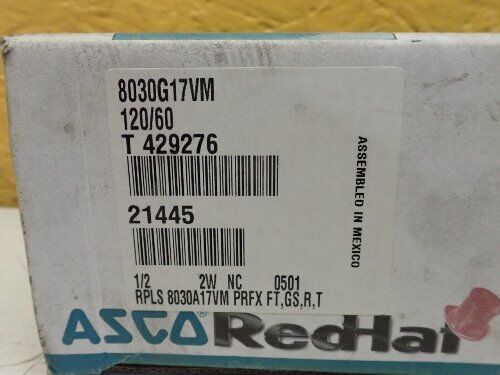 8030G17VM
120/60
T 429276
21445
1/2 2W NC 0501
RPLS 8030A17VM PRFX FT,GS,R,T
ASSEMBLED IN MEXICO
ASCO RedHat